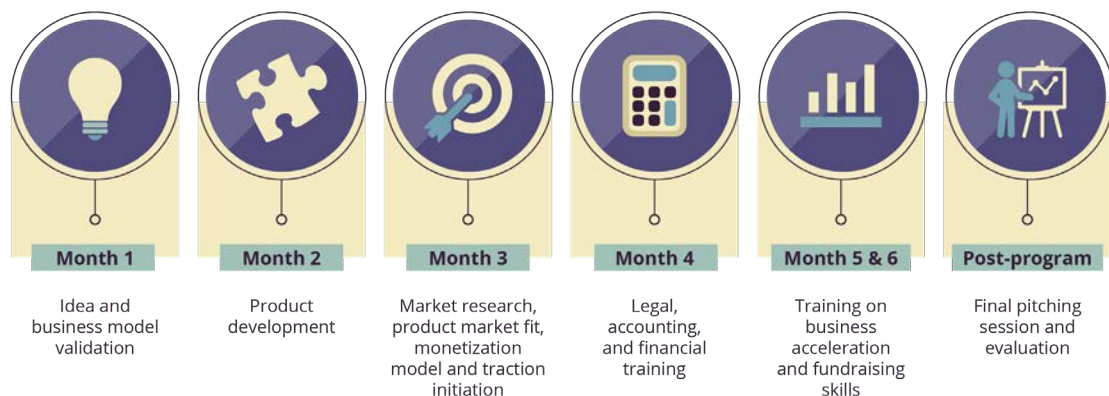 Month 1
Idea and
business model
validation
Month 2
Product
development
Month 3
Market research,
product market fit,
monetization
model and traction
initiation
Month 4
Legal,
accounting,
and financial
training
Month 5 & 6
Training on
business
acceleration
and fundraising
skills
Post-program
Final pitching
session and
evaluation